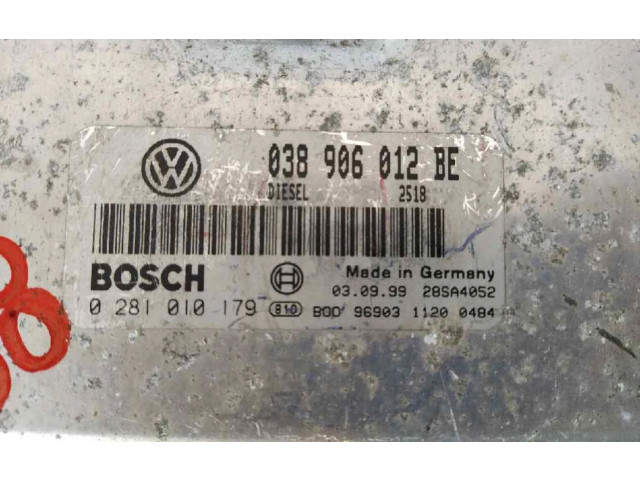 038 906 012 BE
DIESEL 2518
BOSCH
Made in Germany
03.09.99 28SA4052
0 281 010 179 810 96903 1120 0484